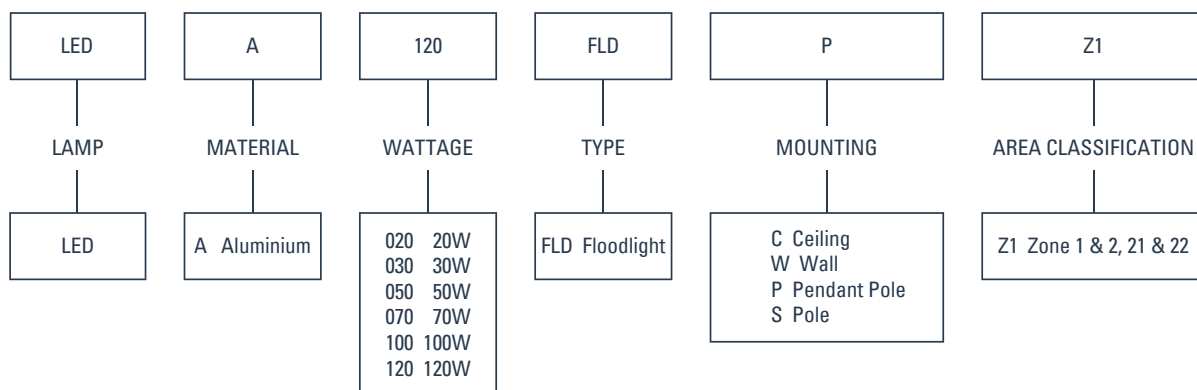 LED A 120 FLD P Z1
LAMP MATERIAL WATTAGE TYPE MOUNTING AREA CLASSIFICATION
LED
A Aluminium
020 20W
030 30W
050 50W
070 70W
100 100W
120 120W
FLD Floodlight
C Ceiling
W Wall
P Pendant Pole
S Pole
Z1 Zone 1 & 2, 21 & 22